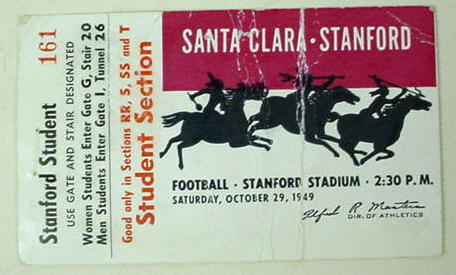 161
Stanford Student
USE GATE AND STAIR DESIGNATED
Women Students Enter Gate G, Stair 20
Men Students Enter Gate I, Tunnel 26
Good only in Sections RR, S, SS and T
Student Section
SANTA CLARA · STANFORD
FOOTBALL · STANFORD STADIUM · 2:30 P.M.
SATURDAY, OCTOBER 29, 1949
Alfred R. Masters
DIR. OF ATHLETICS